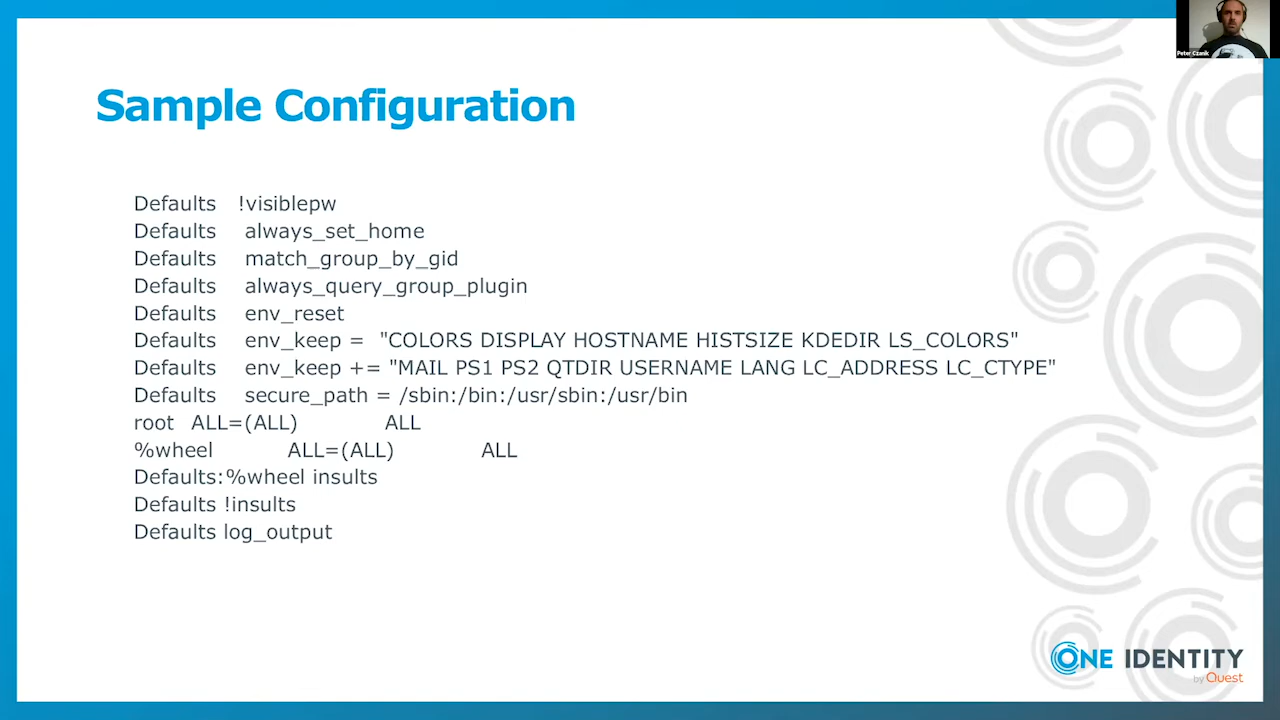 Peter Czanik
Sample Configuration
Defaults !visiblepw
Defaults always_set_home
Defaults match_group_by_gid
Defaults always_query_group_plugin
Defaults env_reset
Defaults env_keep = "COLORS DISPLAY HOSTNAME HISTSIZE KDEDIR LS_COLORS"
Defaults env_keep += "MAIL PS1 PS2 QTDIR USERNAME LANG LC_ADDRESS LC_CTYPE"
Defaults secure_path = /sbin:/bin:/usr/sbin:/usr/bin
root ALL=(ALL) ALL
%wheel ALL=(ALL) ALL
Defaults:%wheel insults
Defaults !insults
Defaults log_output
ONE IDENTITY
by Quest